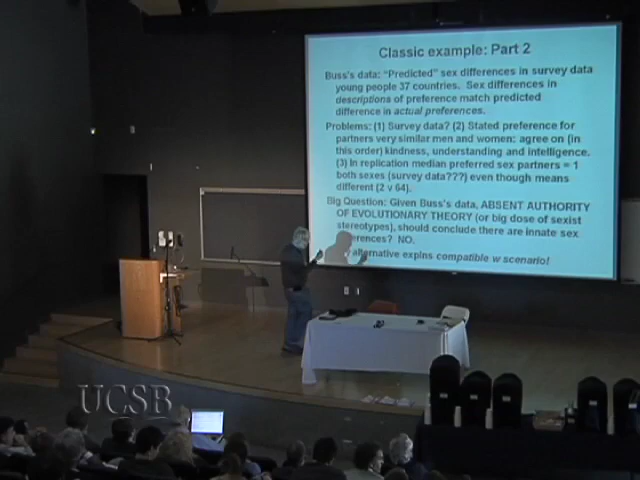 Classic example: Part 2
Buss's data: "Predicted" sex differences in survey data
young people 37 countries. Sex differences in
descriptions of preference match predicted
difference in actual preferences.
Problems: (1) Survey data? (2) Stated preference for
partners very similar men and women: agree on (in
this order) kindness, understanding and intelligence.
(3) In replication median preferred sex partners = 1
both sexes (survey data???) even though means
different (2 v 64).
Big Question: Given Buss's data, ABSENT AUTHORITY
OF EVOLUTIONARY THEORY (or big dose of sexist
stereotypes), should conclude there are innate sex
? NO.
alternative explns compatible w scenario!
UCSB